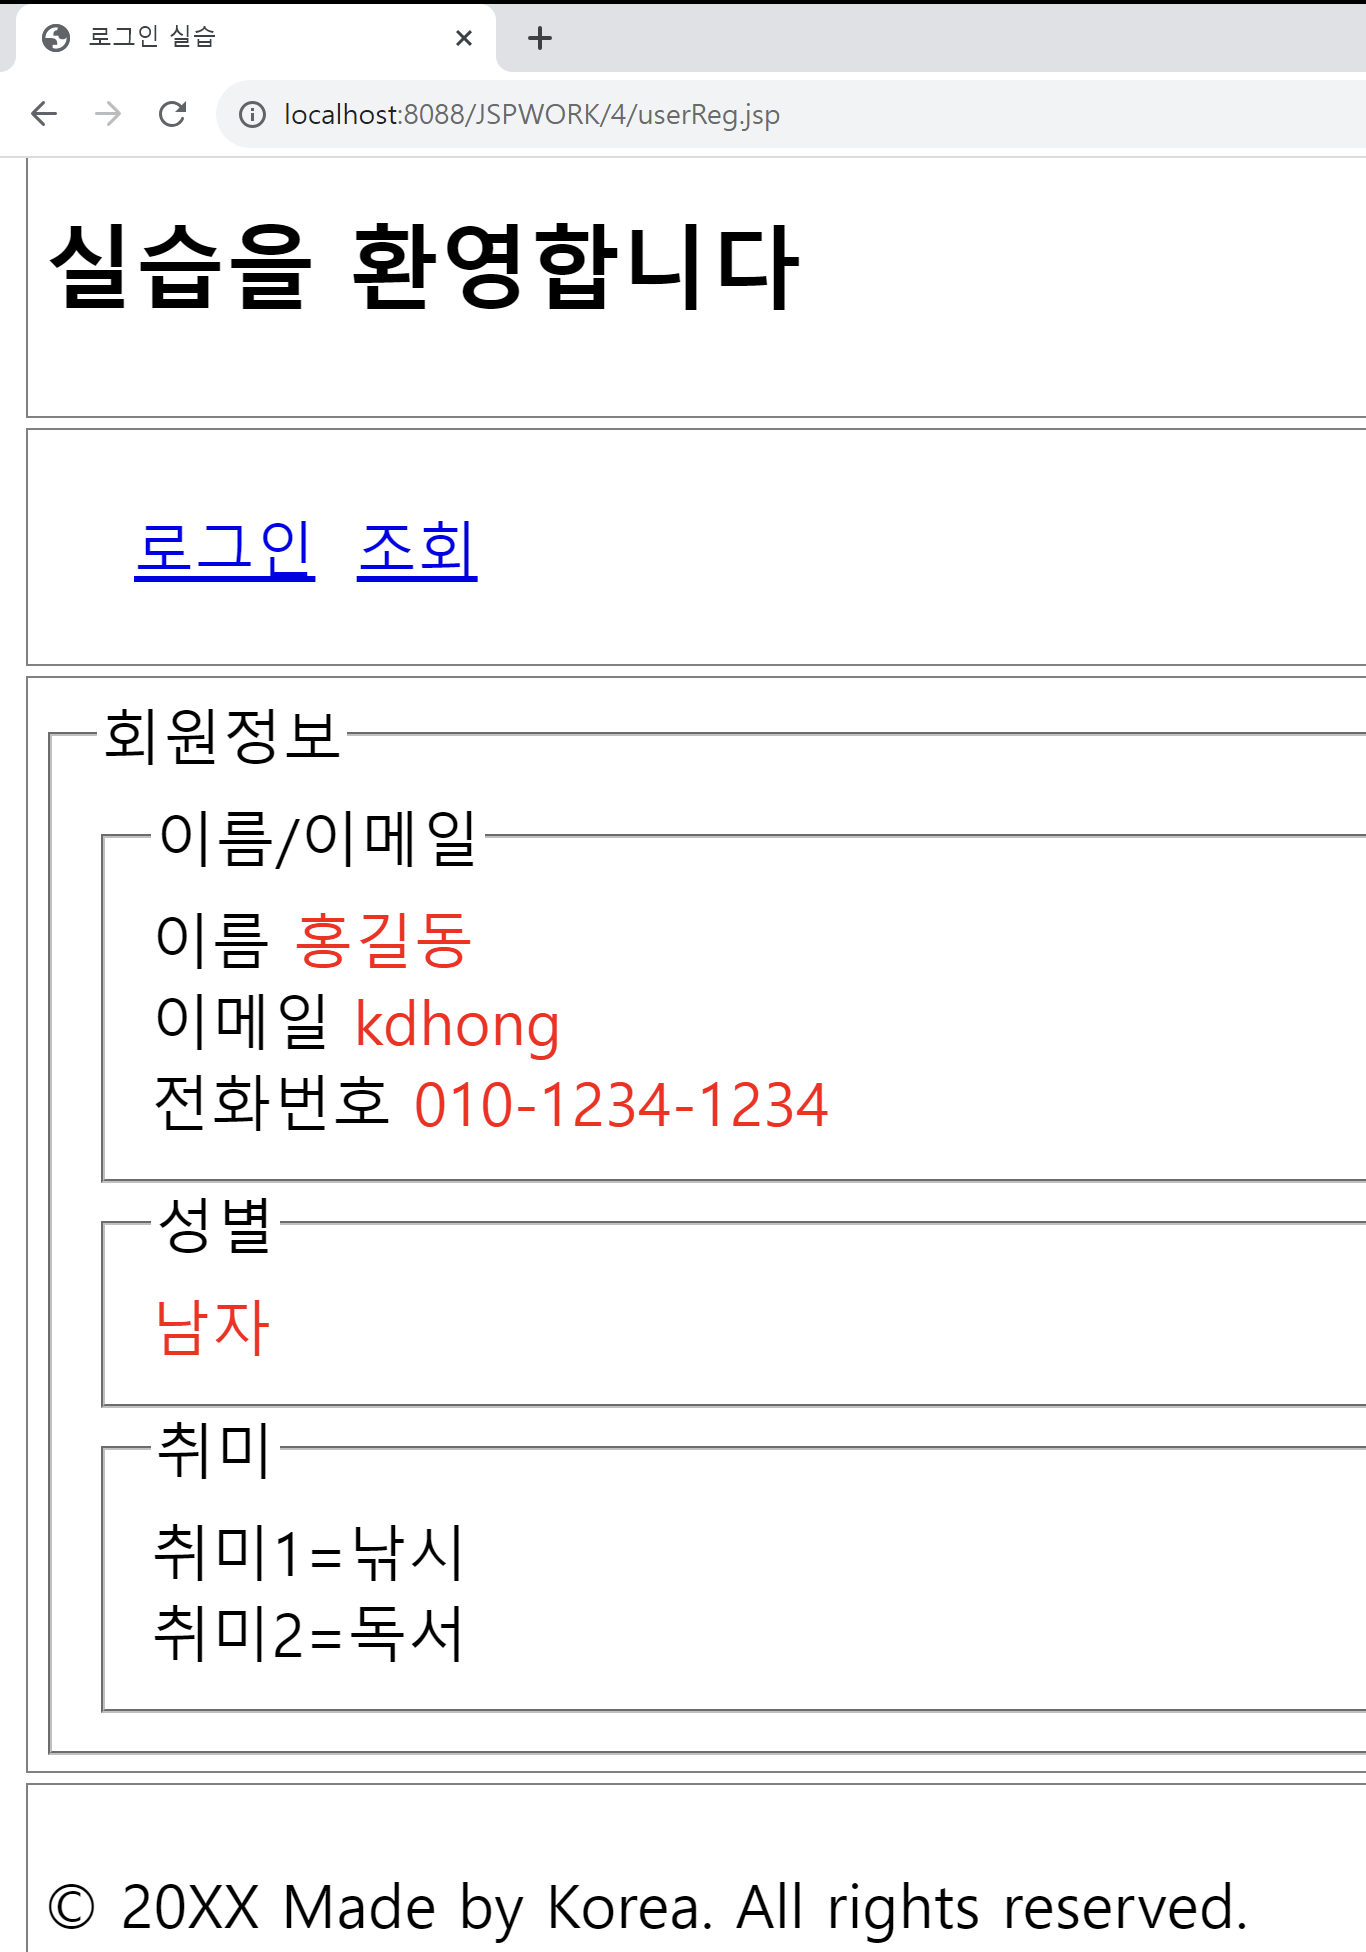 로그인 실습
localhost:8088/JSPWORK/4/userReg.jsp
실습을 환영합니다
로그인 조회
회원정보
이름/이메일
이름 홍길동
이메일 kdhong
전화번호 010-1234-1234
성별
남자
취미
취미1=낚시
취미2=독서
© 20XX Made by Korea. All rights reserved.